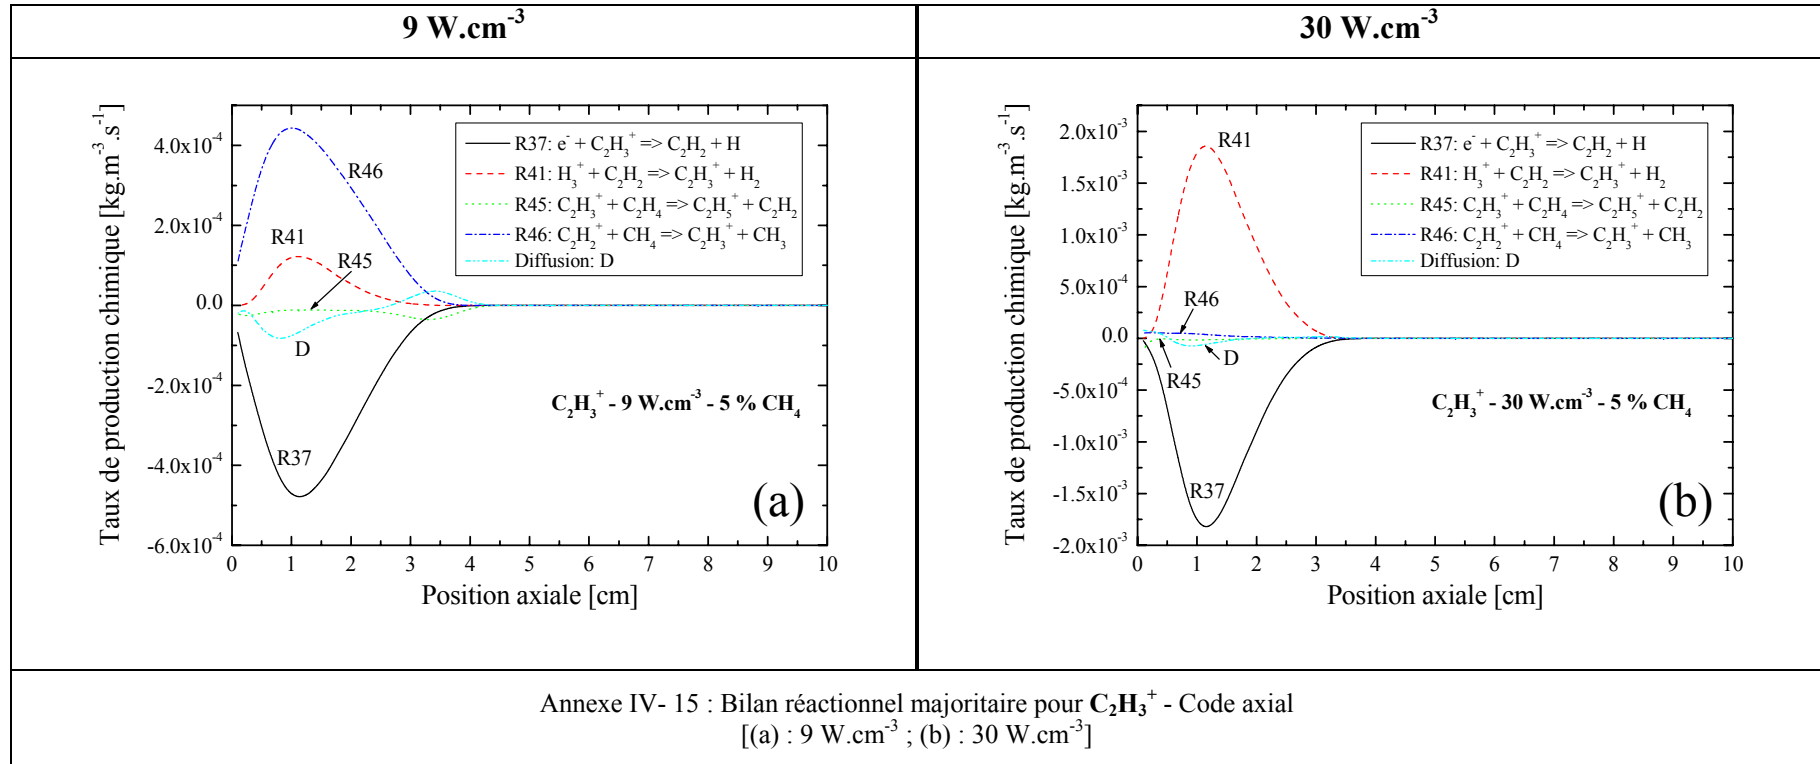 9 W.cm⁻³
30 W.cm⁻³
Taux de production chimique [kg.m⁻³.s⁻¹]
4.0x10⁻⁴
2.0x10⁻⁴
0.0
-2.0x10⁻⁴
-4.0x10⁻⁴
-6.0x10⁻⁴
R37: e⁻ + C₂H₃⁺ => C₂H₂ + H
R41: H₃⁺ + C₂H₂ => C₂H₃⁺ + H₂
R45: C₂H₃⁺ + C₂H₄ => C₂H₅⁺ + C₂H₂
R46: C₂H₂⁺ + CH₄ => C₂H₃⁺ + CH₃
Diffusion: D
R46
R41
R45
D
R37
C₂H₃⁺ - 9 W.cm⁻³ - 5 % CH₄
(a)
0 1 2 3 4 5 6 7 8 9 10
Position axiale [cm]
Taux de production chimique [kg.m⁻³.s⁻¹]
2.0x10⁻³
1.5x10⁻³
1.0x10⁻³
5.0x10⁻⁴
0.0
-5.0x10⁻⁴
-1.0x10⁻³
-1.5x10⁻³
-2.0x10⁻³
R37: e⁻ + C₂H₃⁺ => C₂H₂ + H
R41: H₃⁺ + C₂H₂ => C₂H₃⁺ + H₂
R45: C₂H₃⁺ + C₂H₄ => C₂H₅⁺ + C₂H₂
R46: C₂H₂⁺ + CH₄ => C₂H₃⁺ + CH₃
Diffusion: D
R41
R46
R45
D
R37
C₂H₃⁺ - 30 W.cm⁻³ - 5 % CH₄
(b)
0 1 2 3 4 5 6 7 8 9 10
Position axiale [cm]
Annexe IV- 15 : Bilan réactionnel majoritaire pour C₂H₃⁺ - Code axial
[(a) : 9 W.cm⁻³ ; (b) : 30 W.cm⁻³]